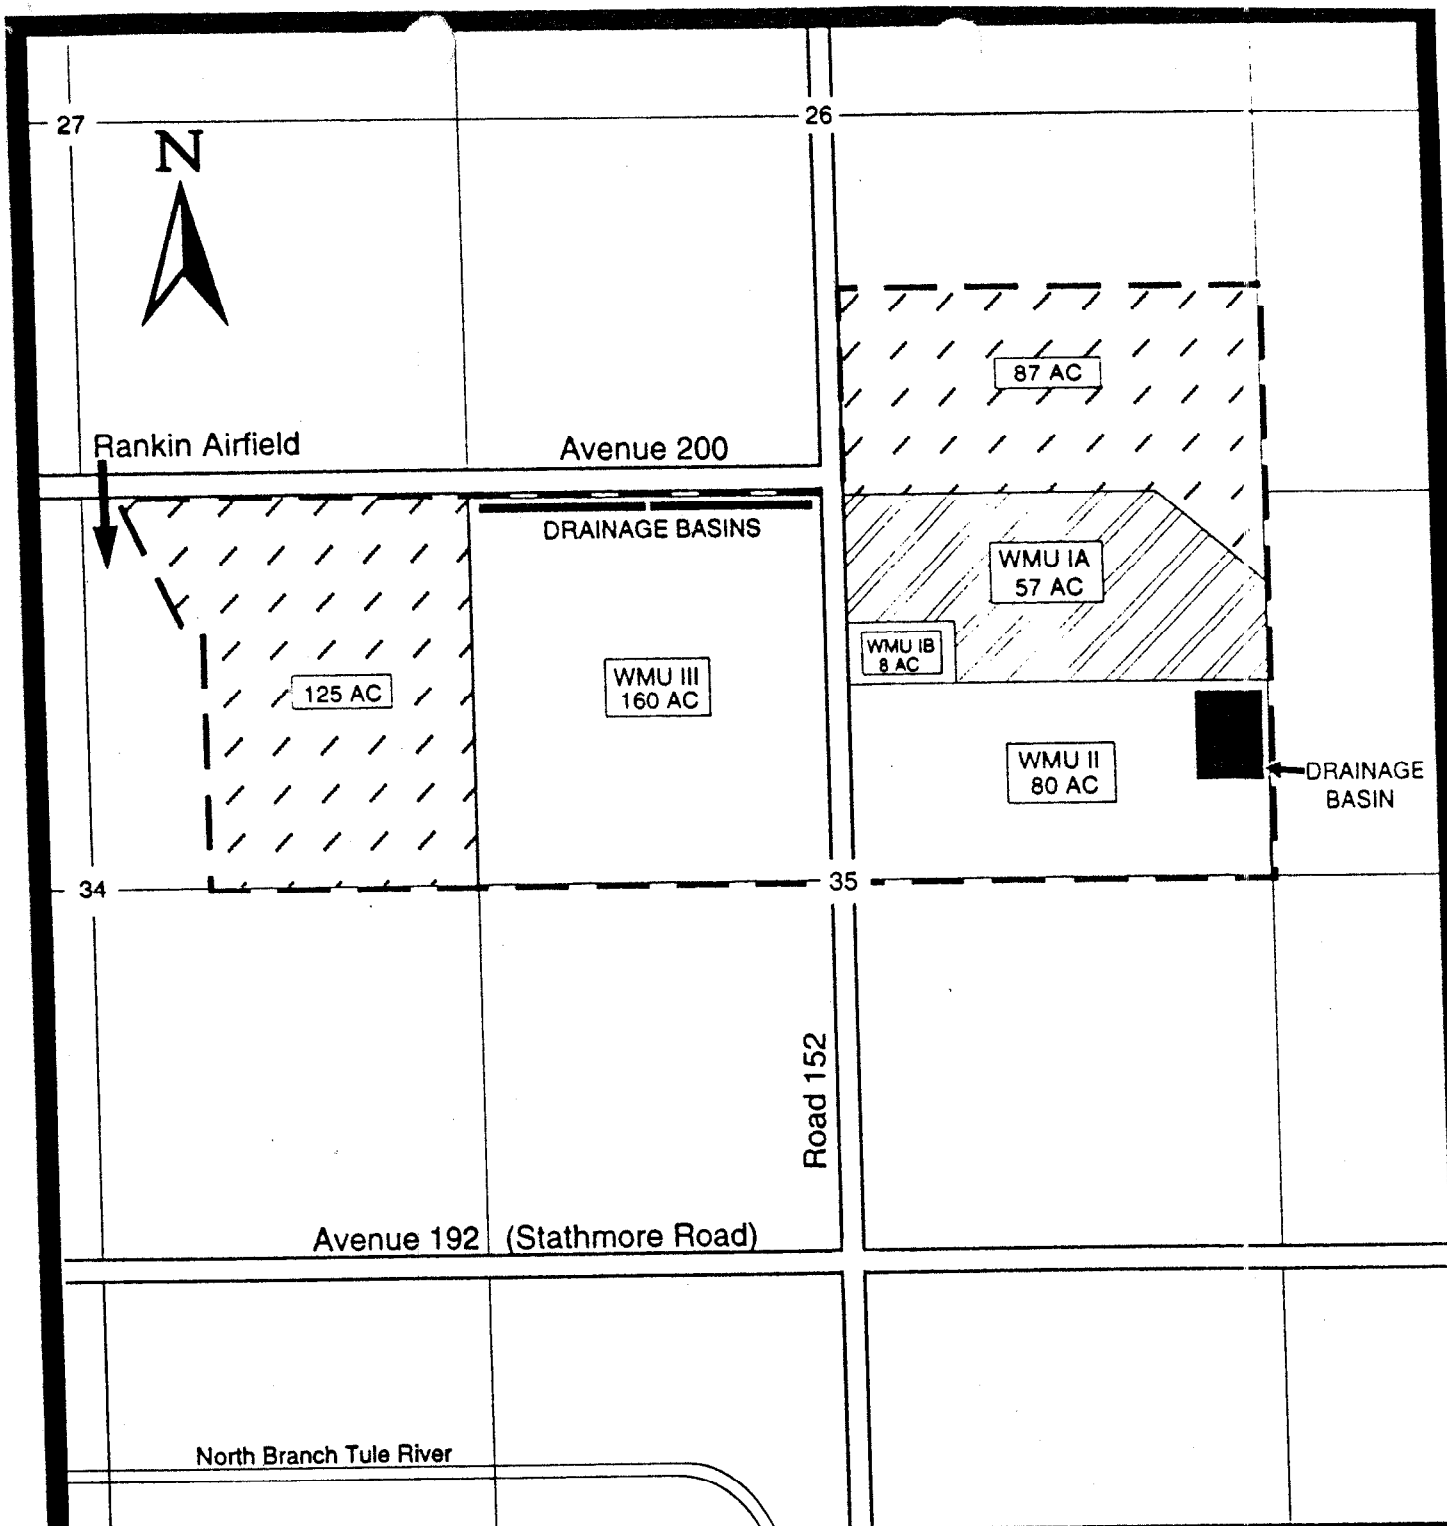 27
26
N
87 AC
Rankin Airfield
Avenue 200
DRAINAGE BASINS
WMU IA
57 AC
WMU IB
8 AC
WMU III
160 AC
125 AC
WMU II
80 AC
DRAINAGE
BASIN
34
35
Road 152
Avenue 192 (Stathmore Road)
North Branch Tule River